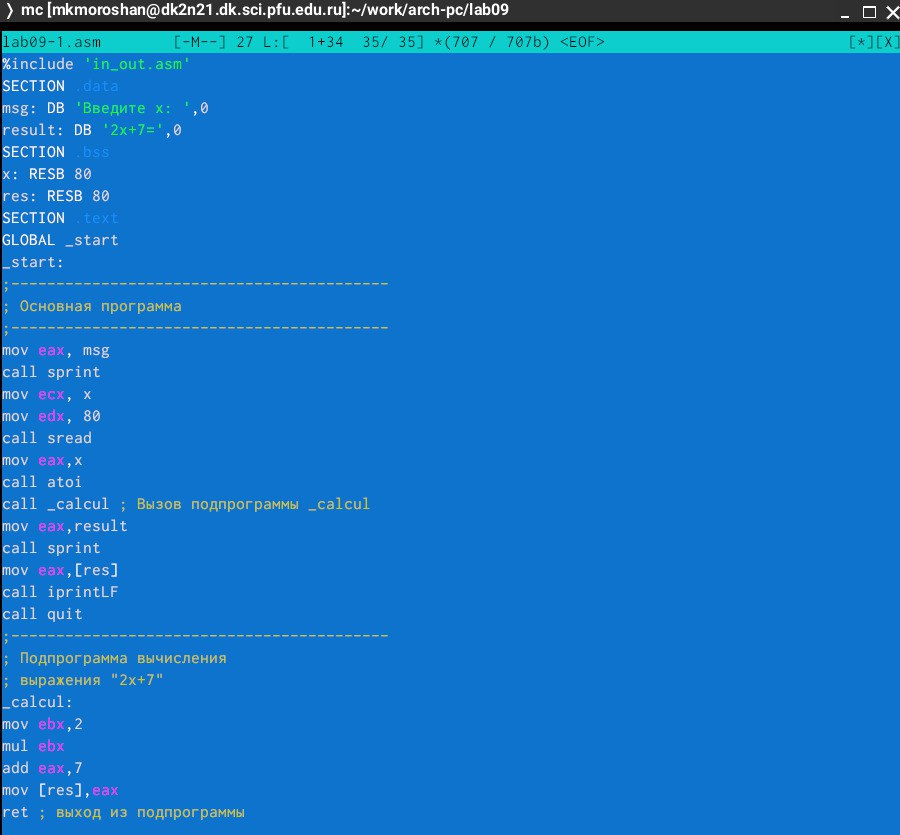 ❭ mc [mkmoroshan@dk2n21.dk.sci.pfu.edu.ru]:~/work/arch-pc/lab09
lab09-1.asm [-M--] 27 L:[ 1+34 35/ 35] *(707 / 707b) <EOF> [*][X]
%include 'in_out.asm'
SECTION .data
msg: DB 'Введите x: ',0
result: DB '2x+7=',0
SECTION .bss
x: RESB 80
res: RESB 80
SECTION .text
GLOBAL _start
_start:
;------------------------------------------
; Основная программа
;------------------------------------------
mov eax, msg
call sprint
mov ecx, x
mov edx, 80
call sread
mov eax,x
call atoi
call _calcul ; Вызов подпрограммы _calcul
mov eax,result
call sprint
mov eax,[res]
call iprintLF
call quit
;------------------------------------------
; Подпрограмма вычисления
; выражения "2x+7"
_calcul:
mov ebx,2
mul ebx
add eax,7
mov [res],eax
ret ; выход из подпрограммы